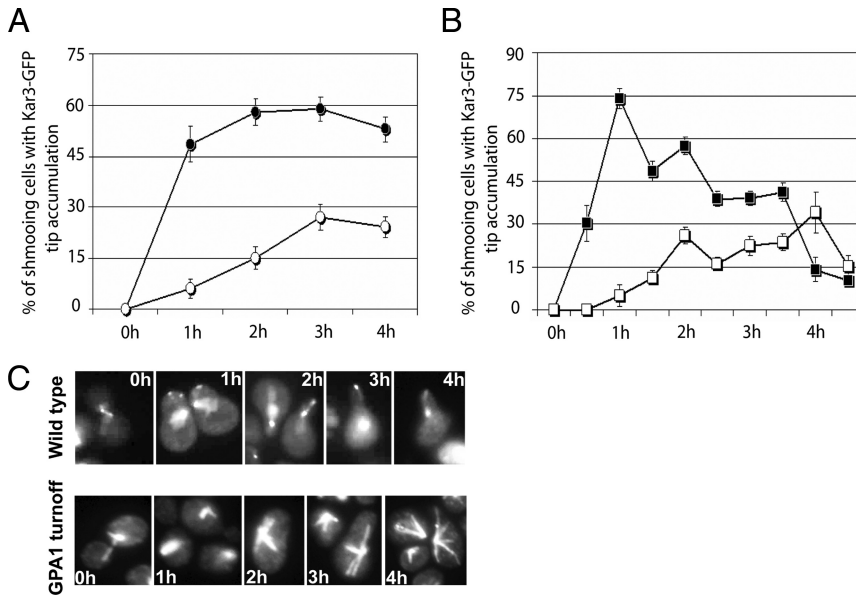 A
% of shmooing cells with Kar3-GFP
tip accumulation
75
60
45
30
15
0
0h 1h 2h 3h 4h
B
% of shmooing cells with Kar3-GFP
tip accumulation
90
75
60
45
30
15
0
0h 1h 2h 3h 4h
C
Wild type
0h 1h 2h 3h 4h
GPA1 turnoff
0h 1h 2h 3h 4h